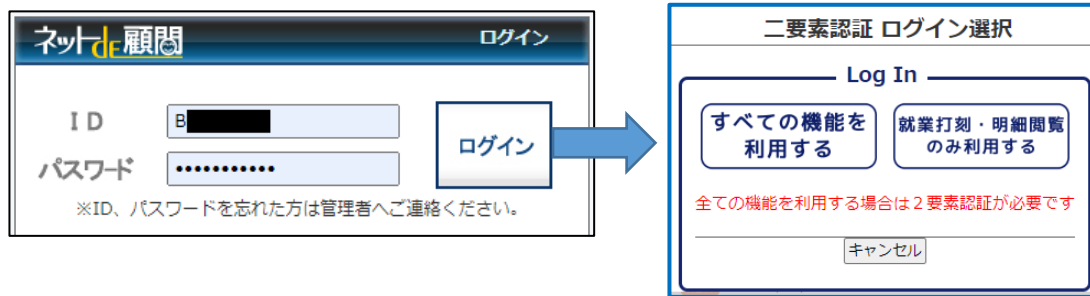 ネットdE顧問
ログイン
ID
B
パスワード
•••••••••••
ログイン
※ID、パスワードを忘れた方は管理者へご連絡ください。
二要素認証 ログイン選択
Log In
すべての機能を
利用する
就業打刻・明細閲覧
のみ利用する
全ての機能を利用する場合は2要素認証が必要です
キャンセル